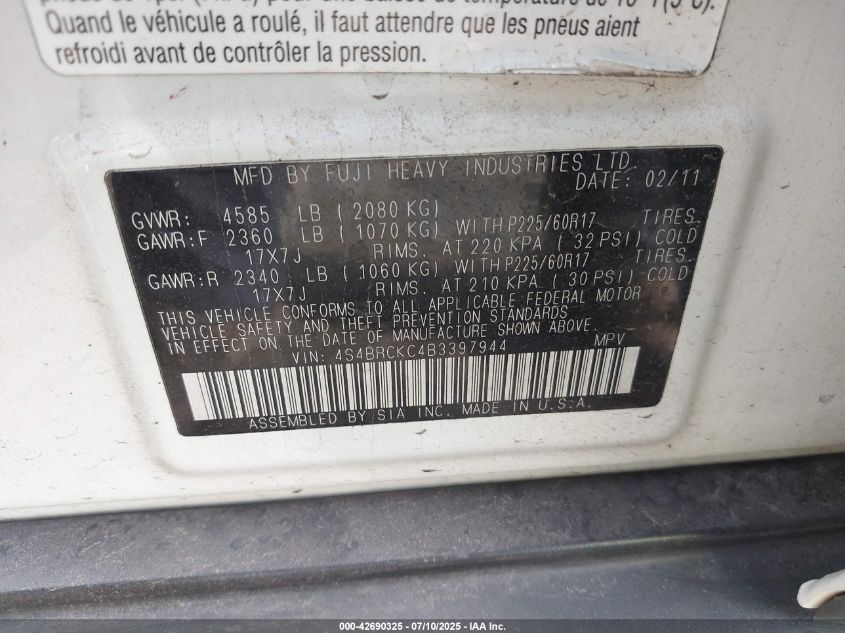 Quand le véhicule a roulé, il faut attendre que les pneus aient
refroidi avant de contrôler la pression.
MFD BY FUJI HEAVY INDUSTRIES LTD.
DATE: 02/11
GVWR: 4585 LB ( 2080 KG)
GAWR:F 2360 LB ( 1070 KG) WITH P225/60R17 TIRES.
17X7J RIMS. AT 220 KPA ( 32 PSI) COLD
GAWR:R 2340 LB ( 1060 KG) WITH P225/60R17 TIRES.
17X7J RIMS. AT 210 KPA ( 30 PSI) COLD
THIS VEHICLE CONFORMS TO ALL APPLICABLE FEDERAL MOTOR
VEHICLE SAFETY AND THEFT PREVENTION STANDARDS
IN EFFECT ON THE DATE OF MANUFACTURE SHOWN ABOVE.
VIN: 4S4BRCKC4B3397944 MPV
ASSEMBLED BY SIA INC. MADE IN U.S.A.
000-42690325 - 07/10/2025 - IAA Inc.